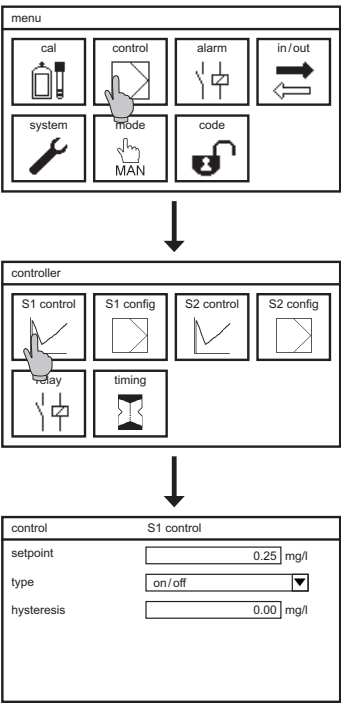 menu
cal control alarm in/out
system mode code
MAN
controller
S1 control S1 config S2 control S2 config
relay timing
control S1 control
setpoint 0.25 mg/l
type on/off
hysteresis 0.00 mg/l